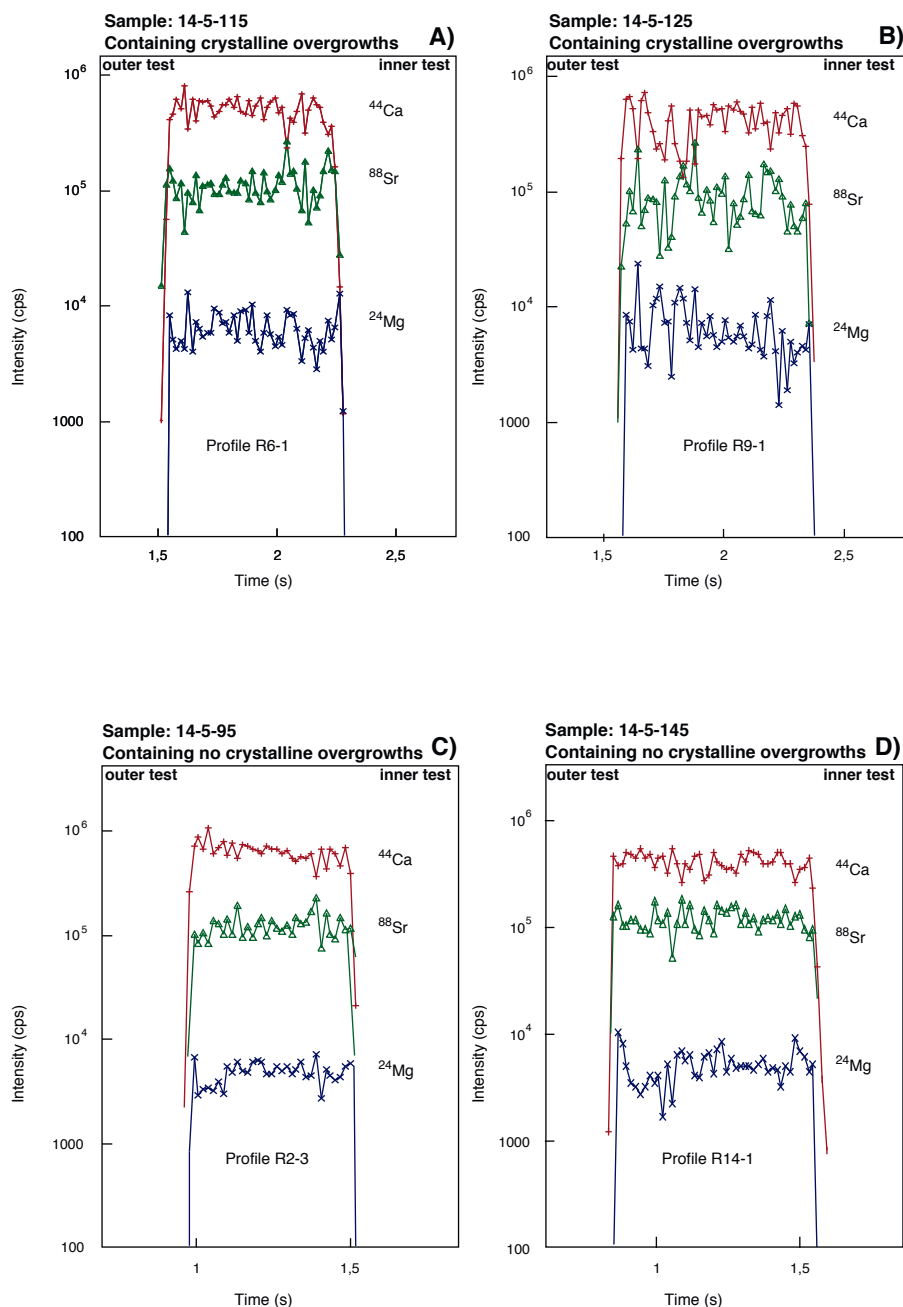 Sample: 14-5-115
Containing crystalline overgrowths
A)
outer test
inner test
10⁶
10⁵
10⁴
1000
100
Intensity (cps)
⁴⁴Ca
⁸⁸Sr
²⁴Mg
Profile R6-1
1,5
2
2,5
Time (s)
Sample: 14-5-125
Containing crystalline overgrowths
B)
outer test
inner test
10⁶
10⁵
10⁴
1000
100
Intensity (cps)
⁴⁴Ca
⁸⁸Sr
²⁴Mg
Profile R9-1
1,5
2
2,5
Time (s)
Sample: 14-5-95
Containing no crystalline overgrowths
C)
outer test
inner test
10⁶
10⁵
10⁴
1000
100
Intensity (cps)
⁴⁴Ca
⁸⁸Sr
²⁴Mg
Profile R2-3
1
1,5
Time (s)
Sample: 14-5-145
Containing no crystalline overgrowths
D)
outer test
inner test
10⁶
10⁵
10⁴
1000
100
Intensity (cps)
⁴⁴Ca
⁸⁸Sr
²⁴Mg
Profile R14-1
1
1,5
Time (s)